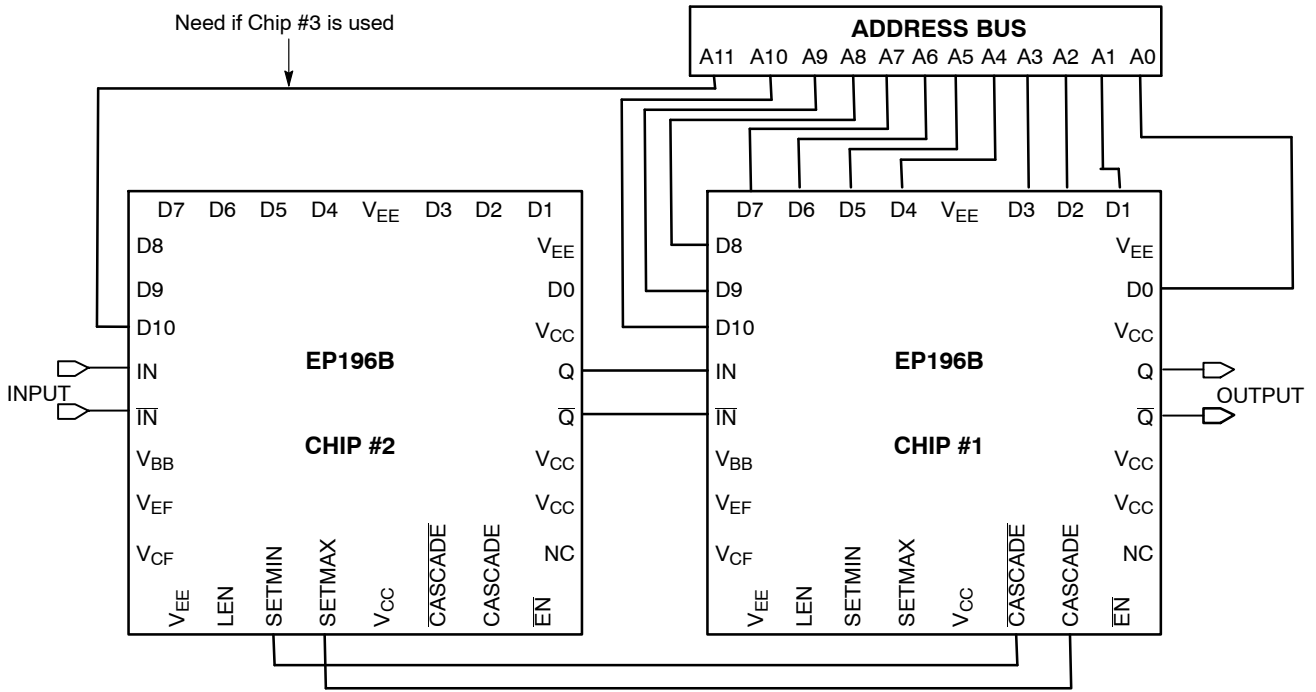 Need if Chip #3 is used
ADDRESS BUS
A11 A10 A9 A8 A7 A6 A5 A4 A3 A2 A1 A0
D7 D6 D5 D4 VEE D3 D2 D1
D8
VEE
D9
D0
D10
VCC
EP196B
IN
Q
INPUT
IN
Q
CHIP #2
VBB
VCC
VEF
VCC
VCF
NC
VEE
LEN
SETMIN
SETMAX
VCC
CASCADE
CASCADE
EN
D7 D6 D5 D4 VEE D3 D2 D1
D8
VEE
D9
D0
D10
VCC
EP196B
IN
Q
OUTPUT
IN
Q
CHIP #1
VBB
VCC
VEF
VCC
VCF
NC
VEE
LEN
SETMIN
SETMAX
VCC
CASCADE
CASCADE
EN